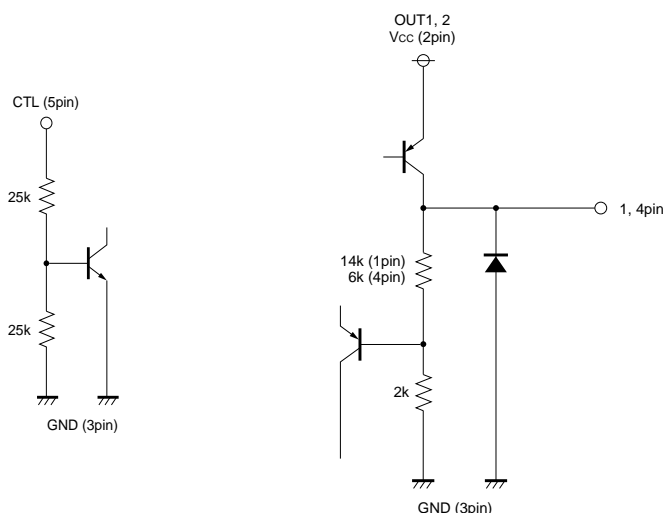 CTL (5pin)
25k
25k
GND (3pin)
OUT1, 2
Vcc (2pin)
1, 4pin
14k (1pin)
6k (4pin)
2k
GND (3pin)